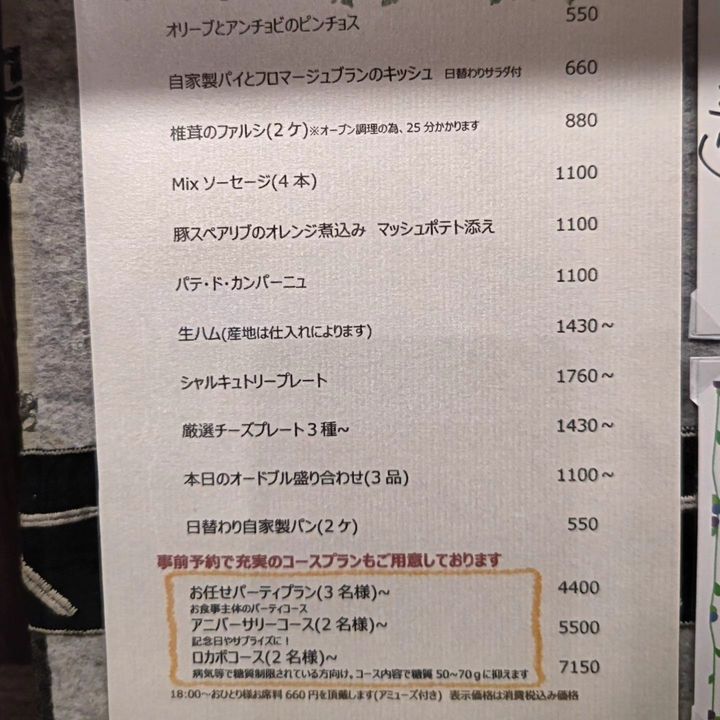 オリーブとアンチョビのピンチョス 550
自家製パイとフロマージュブランのキッシュ 日替わりサラダ付 660
椎茸のファルシ(2ケ)※オーブン調理の為、25分かかります 880
Mixソーセージ(4本) 1100
豚スペアリブのオレンジ煮込み マッシュポテト添え 1100
パテ・ド・カンパーニュ 1100
生ハム(産地は仕入れによります) 1430~
シャルキュトリープレート 1760~
厳選チーズプレート3種~ 1430~
本日のオードブル盛り合わせ(3品) 1100~
日替わり自家製パン(2ケ) 550
事前予約で充実のコースプランもご用意しております
お任せパーティプラン(3名様)~ 4400
お食事主体のパーティコース
アニバーサリーコース(2名様)~ 5500
記念日やサプライズに!
ロカボコース(2名様)~ 7150
病気等で糖質制限されている方向け。コース内容で糖質50~70gに抑えます
18:00~おひとり様お席料660円を頂戴します(アミューズ付き) 表示価格は消費税込み価格